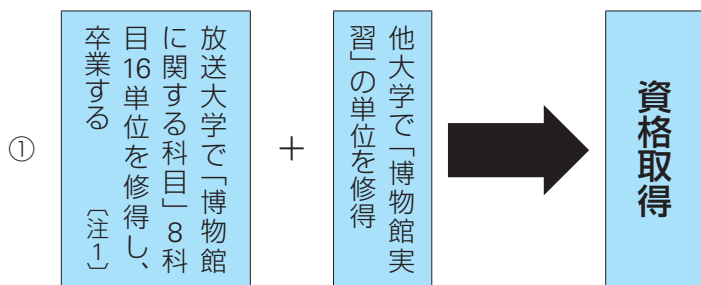 ①
放送大学で「博物館
に関する科目」8科
目16単位を修得し、
卒業する 〔注1〕
＋
他大学で「博物館実
習」の単位を修得
資格取得